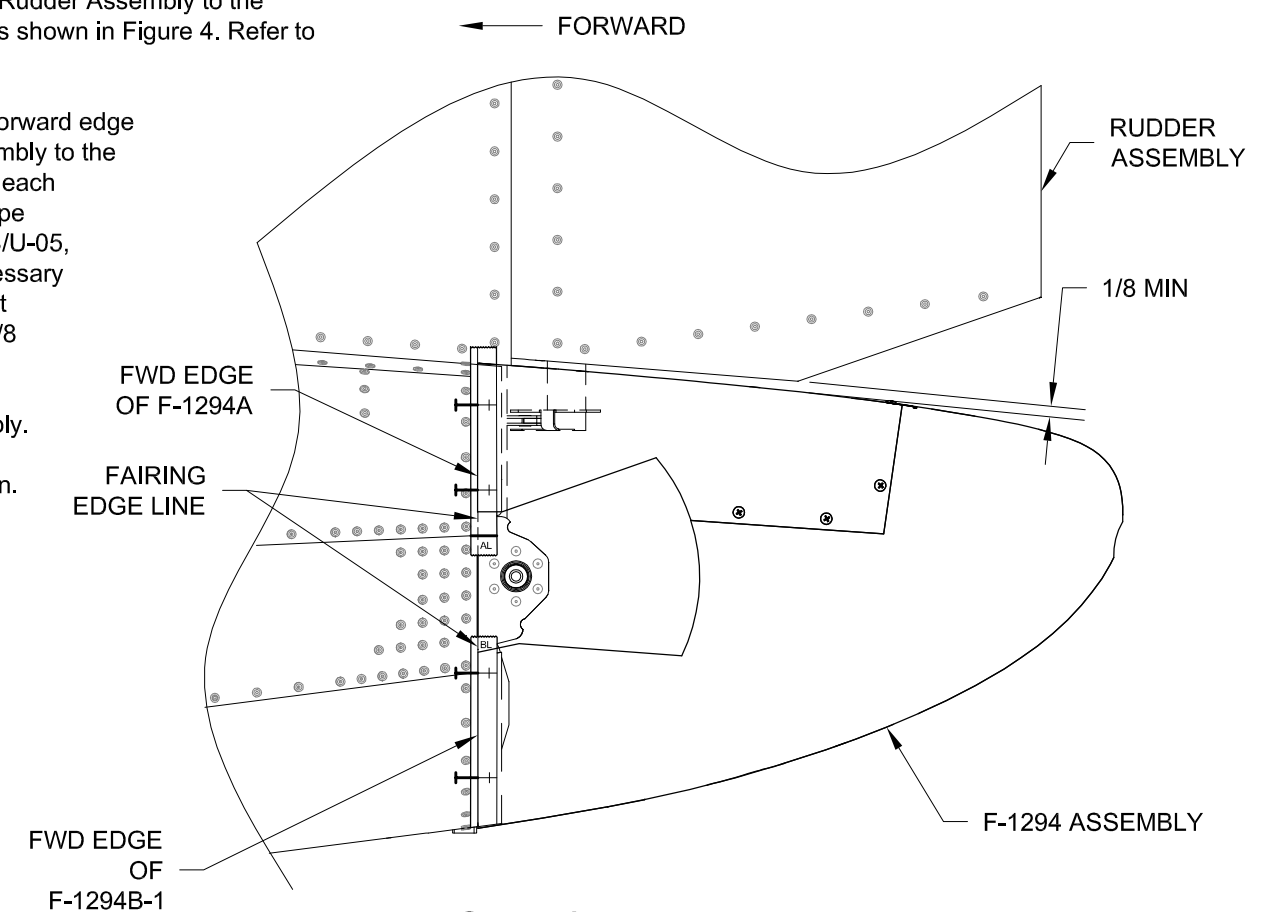 Rudder Assembly to the
s shown in Figure 4. Refer to
orward edge
mbly to the
each
pe
/U-05,
essary
t
/8
ly.
n.
FORWARD
RUDDER
ASSEMBLY
1/8 MIN
FWD EDGE
OF F-1294A
FAIRING
EDGE LINE
AL
BL
F-1294 ASSEMBLY
FWD EDGE
OF
F-1294B-1